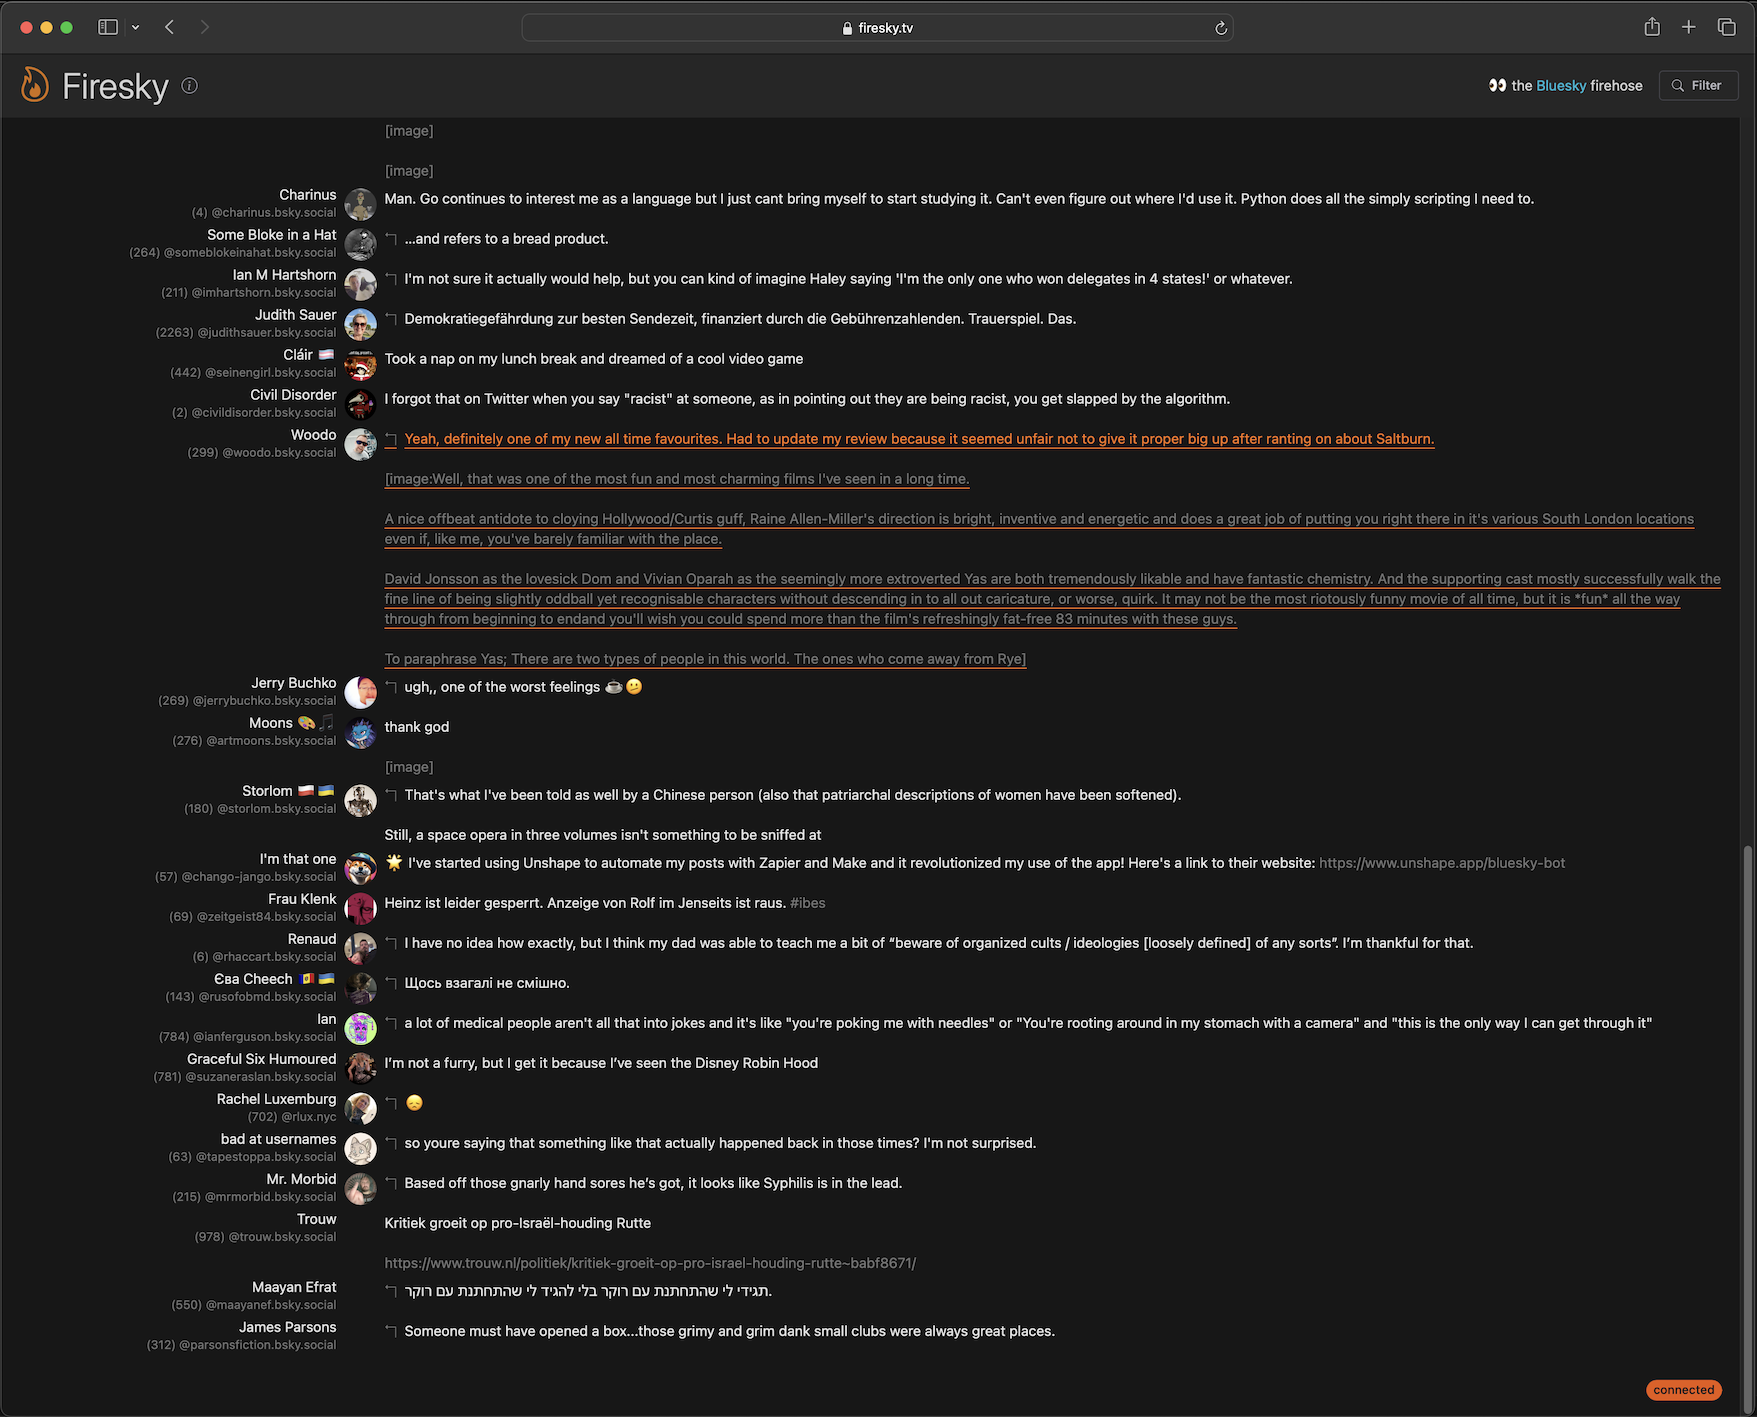 firesky.tv
Firesky
👀 the Bluesky firehose
Filter
[image]
[image]
Charinus
(4) @charinus.bsky.social
Man. Go continues to interest me as a language but I just cant bring myself to start studying it. Can't even figure out where I'd use it. Python does all the simply scripting I need to.
Some Bloke in a Hat
(264) @someblokeinahat.bsky.social
...and refers to a bread product.
Ian M Hartshorn
(211) @imhartshorn.bsky.social
I'm not sure it actually would help, but you can kind of imagine Haley saying 'I'm the only one who won delegates in 4 states!' or whatever.
Judith Sauer
(2263) @judithsauer.bsky.social
Demokratiegefährdung zur besten Sendezeit, finanziert durch die Gebührenzahlenden. Trauerspiel. Das.
Cláir 🏳️‍⚧️
(442) @seinengirl.bsky.social
Took a nap on my lunch break and dreamed of a cool video game
Civil Disorder
(2) @civildisorder.bsky.social
I forgot that on Twitter when you say "racist" at someone, as in pointing out they are being racist, you get slapped by the algorithm.
Woodo
(299) @woodo.bsky.social
Yeah, definitely one of my new all time favourites. Had to update my review because it seemed unfair not to give it proper big up after ranting on about Saltburn.
[image:Well, that was one of the most fun and most charming films I've seen in a long time.
A nice offbeat antidote to cloying Hollywood/Curtis guff, Raine Allen-Miller's direction is bright, inventive and energetic and does a great job of putting you right there in it's various South London locations
even if, like me, you've barely familiar with the place.
David Jonsson as the lovesick Dom and Vivian Oparah as the seemingly more extroverted Yas are both tremendously likable and have fantastic chemistry. And the supporting cast mostly successfully walk the
fine line of being slightly oddball yet recognisable characters without descending in to all out caricature, or worse, quirk. It may not be the most riotously funny movie of all time, but it is *fun* all the way
through from beginning to endand you'll wish you could spend more than the film's refreshingly fat-free 83 minutes with these guys.
To paraphrase Yas; There are two types of people in this world. The ones who come away from Rye]
Jerry Buchko
(269) @jerrybuchko.bsky.social
ugh,, one of the worst feelings ☕🫤
Moons 🎨🎵
(276) @artmoons.bsky.social
thank god
[image]
Storlom 🇵🇱🇺🇦
(180) @storlom.bsky.social
That's what I've been told as well by a Chinese person (also that patriarchal descriptions of women have been softened).
Still, a space opera in three volumes isn't something to be sniffed at
I'm that one
(57) @chango-jango.bsky.social
🌟 I've started using Unshape to automate my posts with Zapier and Make and it revolutionized my use of the app! Here's a link to their website: https://www.unshape.app/bluesky-bot
Frau Klenk
(69) @zeitgeist84.bsky.social
Heinz ist leider gesperrt. Anzeige von Rolf im Jenseits ist raus. #ibes
Renaud
(6) @rhaccart.bsky.social
I have no idea how exactly, but I think my dad was able to teach me a bit of “beware of organized cults / ideologies [loosely defined] of any sorts”. I’m thankful for that.
Єва Cheech 🇲🇩🇺🇦
(143) @rusofobmd.bsky.social
Щось взагалі не смішно.
Ian
(784) @ianferguson.bsky.social
a lot of medical people aren't all that into jokes and it's like "you're poking me with needles" or "You're rooting around in my stomach with a camera" and "this is the only way I can get through it"
Graceful Six Humoured
(781) @suzaneraslan.bsky.social
I’m not a furry, but I get it because I’ve seen the Disney Robin Hood
Rachel Luxemburg
(702) @rlux.nyc
😞
bad at usernames
(63) @tapestoppa.bsky.social
so youre saying that something like that actually happened back in those times? I'm not surprised.
Mr. Morbid
(215) @mrmorbid.bsky.social
Based off those gnarly hand sores he’s got, it looks like Syphilis is in the lead.
Trouw
(978) @trouw.bsky.social
Kritiek groeit op pro-Israël-houding Rutte
https://www.trouw.nl/politiek/kritiek-groeit-op-pro-israel-houding-rutte~babf8671/
Maayan Efrat
(550) @maayanef.bsky.social
תגידי לי שהתחתנת עם רוקר בלי להגיד לי שהתחתנת עם רוקר.
James Parsons
(312) @parsonsfiction.bsky.social
Someone must have opened a box...those grimy and grim dank small clubs were always great places.
connected